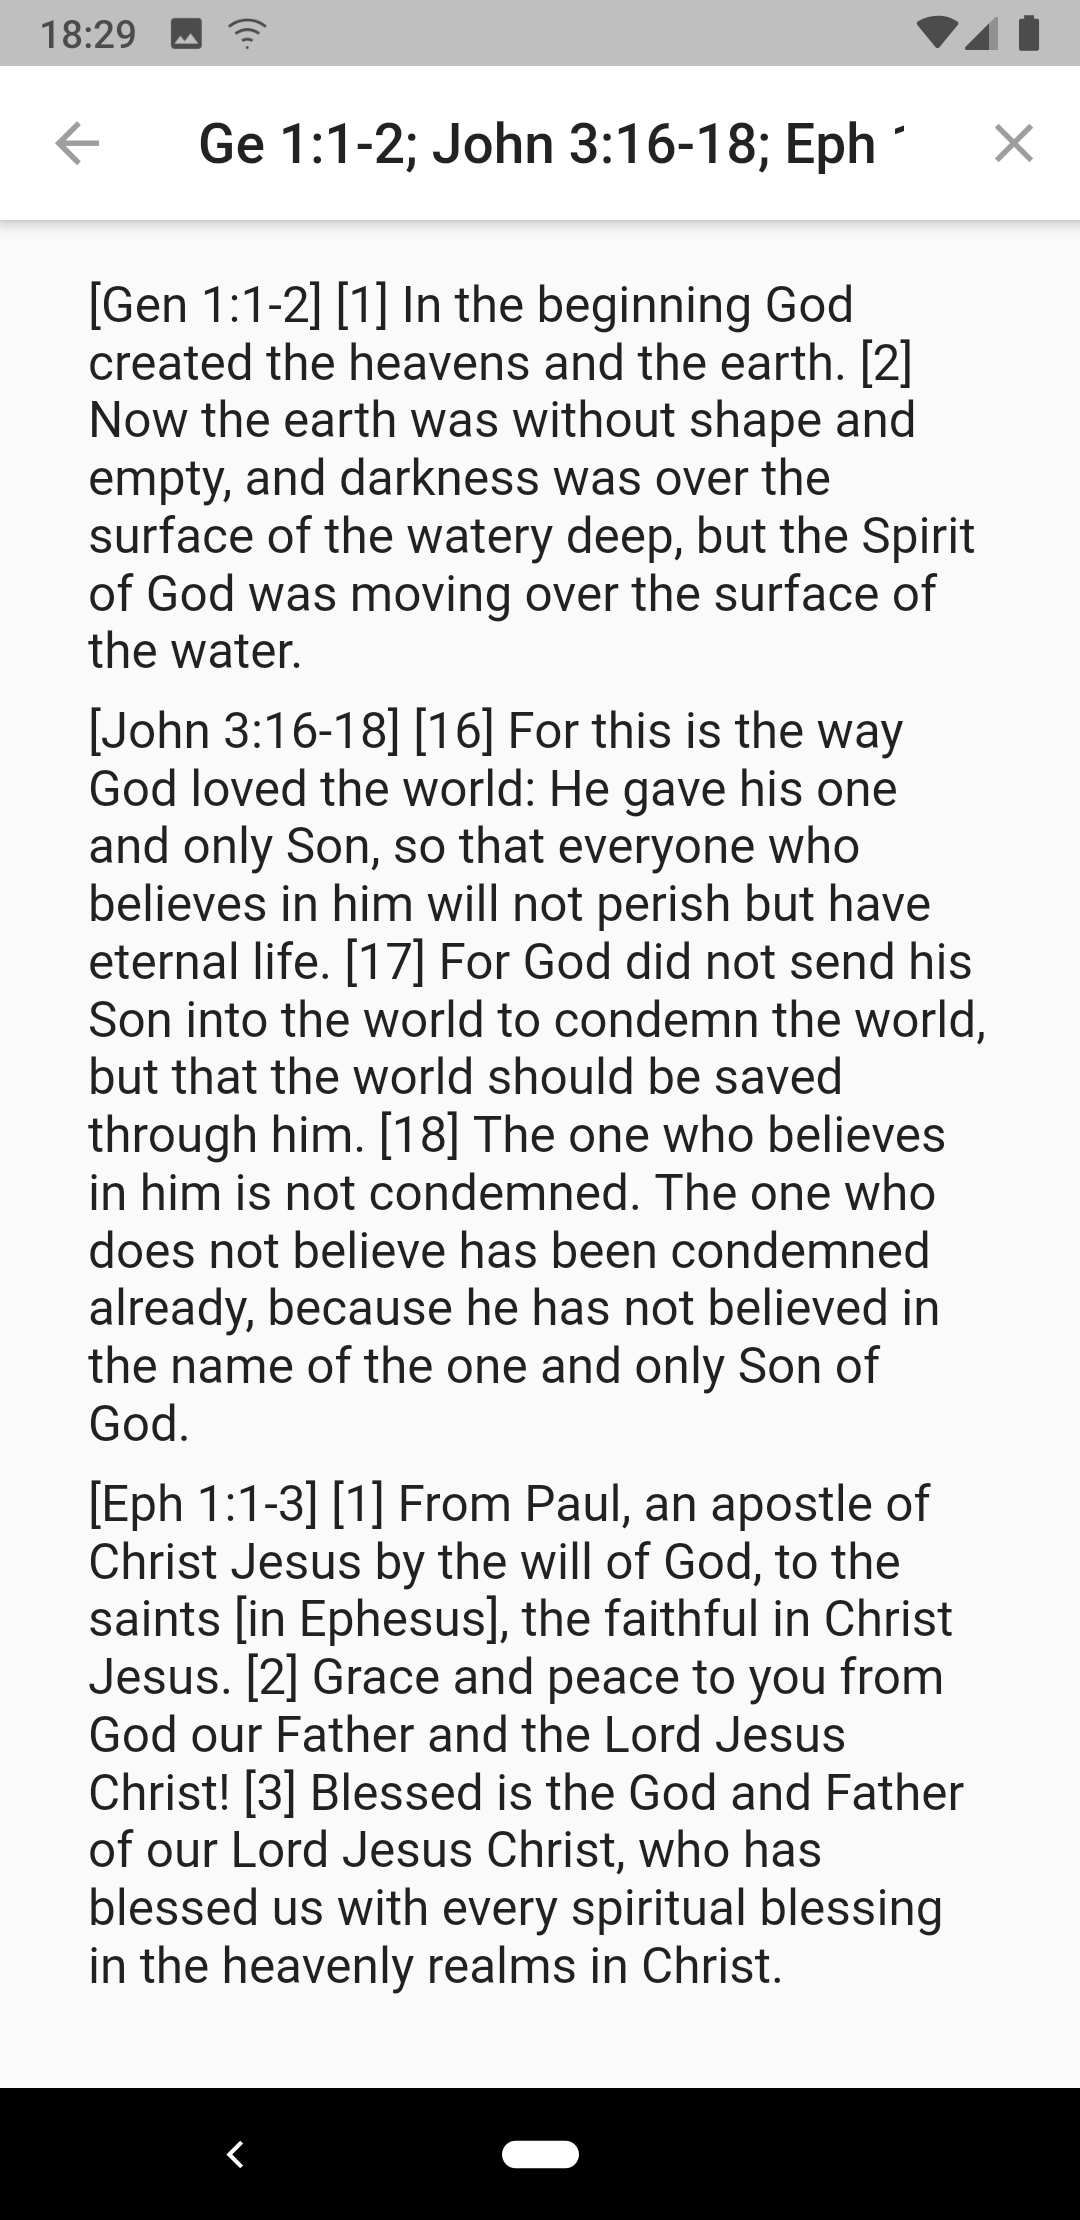 18:29
Ge 1:1-2; John 3:16-18; Eph
[Gen 1:1-2] [1] In the beginning God
created the heavens and the earth. [2]
Now the earth was without shape and
empty, and darkness was over the
surface of the watery deep, but the Spirit
of God was moving over the surface of
the water.
[John 3:16-18] [16] For this is the way
God loved the world: He gave his one
and only Son, so that everyone who
believes in him will not perish but have
eternal life. [17] For God did not send his
Son into the world to condemn the world,
but that the world should be saved
through him. [18] The one who believes
in him is not condemned. The one who
does not believe has been condemned
already, because he has not believed in
the name of the one and only Son of
God.
[Eph 1:1-3] [1] From Paul, an apostle of
Christ Jesus by the will of God, to the
saints [in Ephesus], the faithful in Christ
Jesus. [2] Grace and peace to you from
God our Father and the Lord Jesus
Christ! [3] Blessed is the God and Father
of our Lord Jesus Christ, who has
blessed us with every spiritual blessing
in the heavenly realms in Christ.